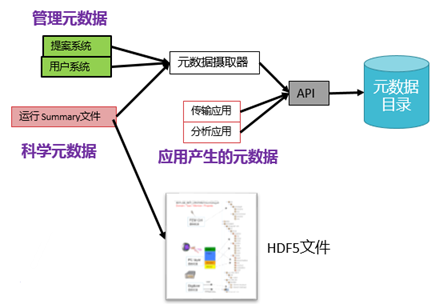 管理元数据
提案系统
用户系统
元数据摄取器
元数据
目录
API
传输应用
分析应用
运行 Summary文件
科学元数据
应用产生的元数据
HDF5文件